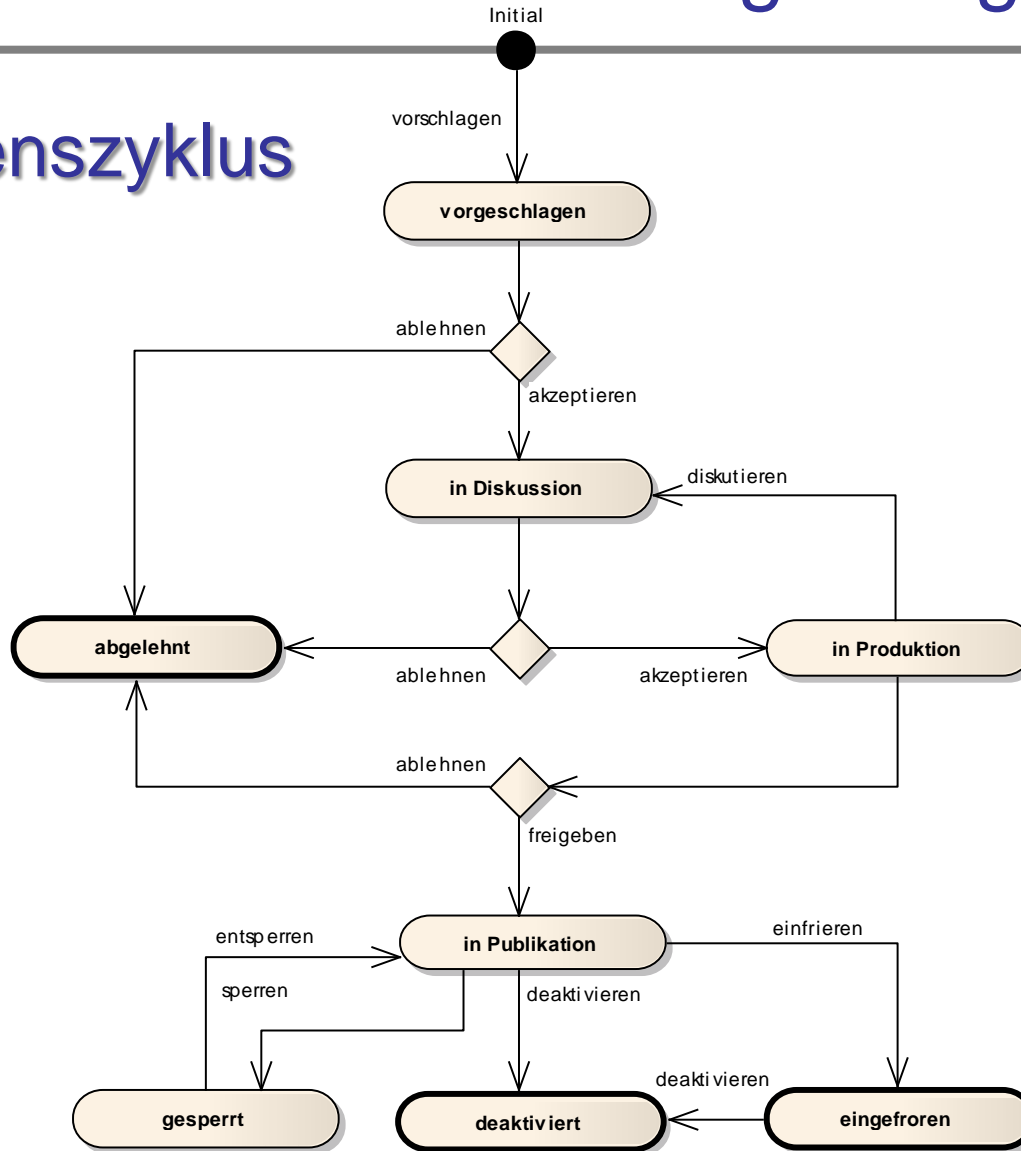 Initial
vorschlagen
enszyklus
vorgeschlagen
ablehnen
akzeptieren
in Diskussion
diskutieren
abgelehnt
in Produktion
ablehnen
akzeptieren
ablehnen
freigeben
entsperren
in Publikation
einfrieren
sperren
deaktivieren
deaktivieren
gesperrt
deaktiviert
eingefroren